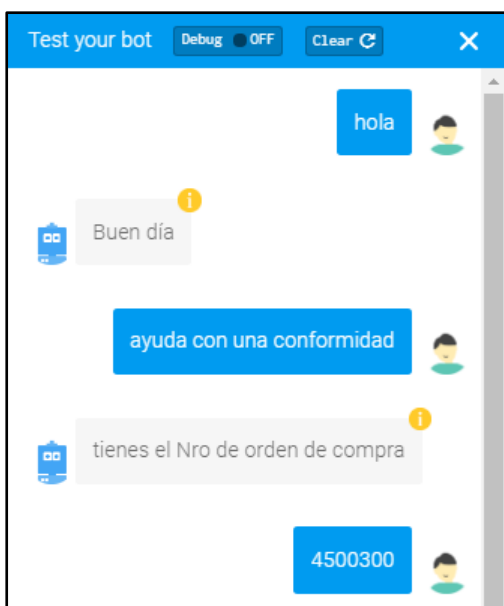 Test your bot Debug OFF Clear
hola
Buen día
ayuda con una conformidad
tienes el Nro de orden de compra
4500300